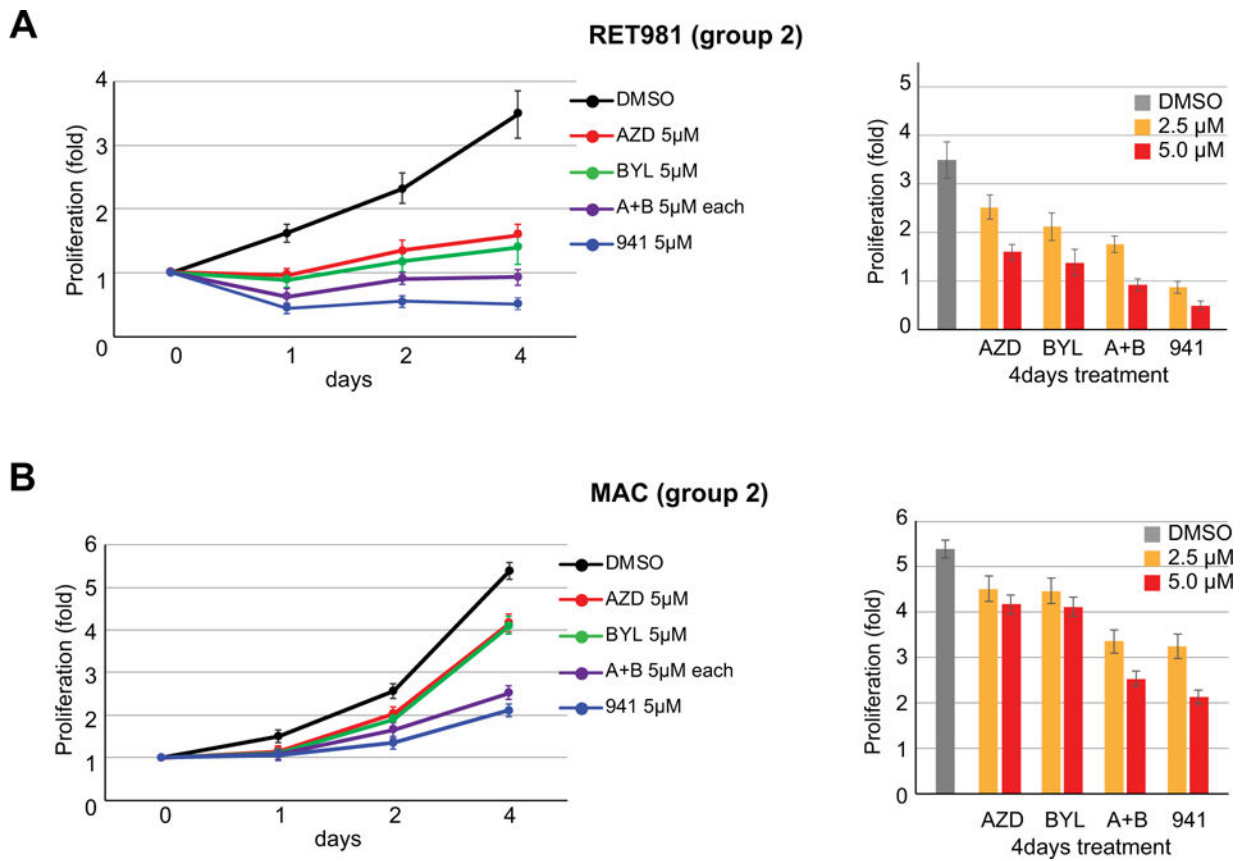 A
RET981 (group 2)
Proliferation (fold)
4
3
2
1
0
0 1 2 4
days
DMSO
AZD 5μM
BYL 5μM
A+B 5μM each
941 5μM
Proliferation (fold)
5
4
3
2
1
0
DMSO
2.5 μM
5.0 μM
AZD BYL A+B 941
4days treatment
B
MAC (group 2)
Proliferation (fold)
6
5
4
3
2
1
0
0 1 2 4
days
DMSO
AZD 5μM
BYL 5μM
A+B 5μM each
941 5μM
Proliferation (fold)
6
5
4
3
2
1
0
DMSO
2.5 μM
5.0 μM
AZD BYL A+B 941
4days treatment